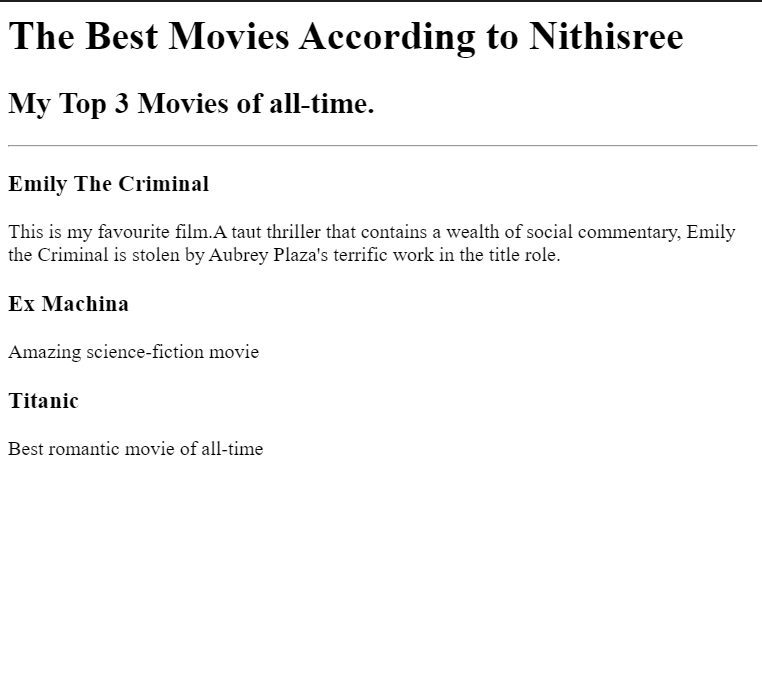 The Best Movies According to Nithisree
My Top 3 Movies of all-time.
Emily The Criminal
This is my favourite film.A taut thriller that contains a wealth of social commentary, Emily
the Criminal is stolen by Aubrey Plaza's terrific work in the title role.
Ex Machina
Amazing science-fiction movie
Titanic
Best romantic movie of all-time